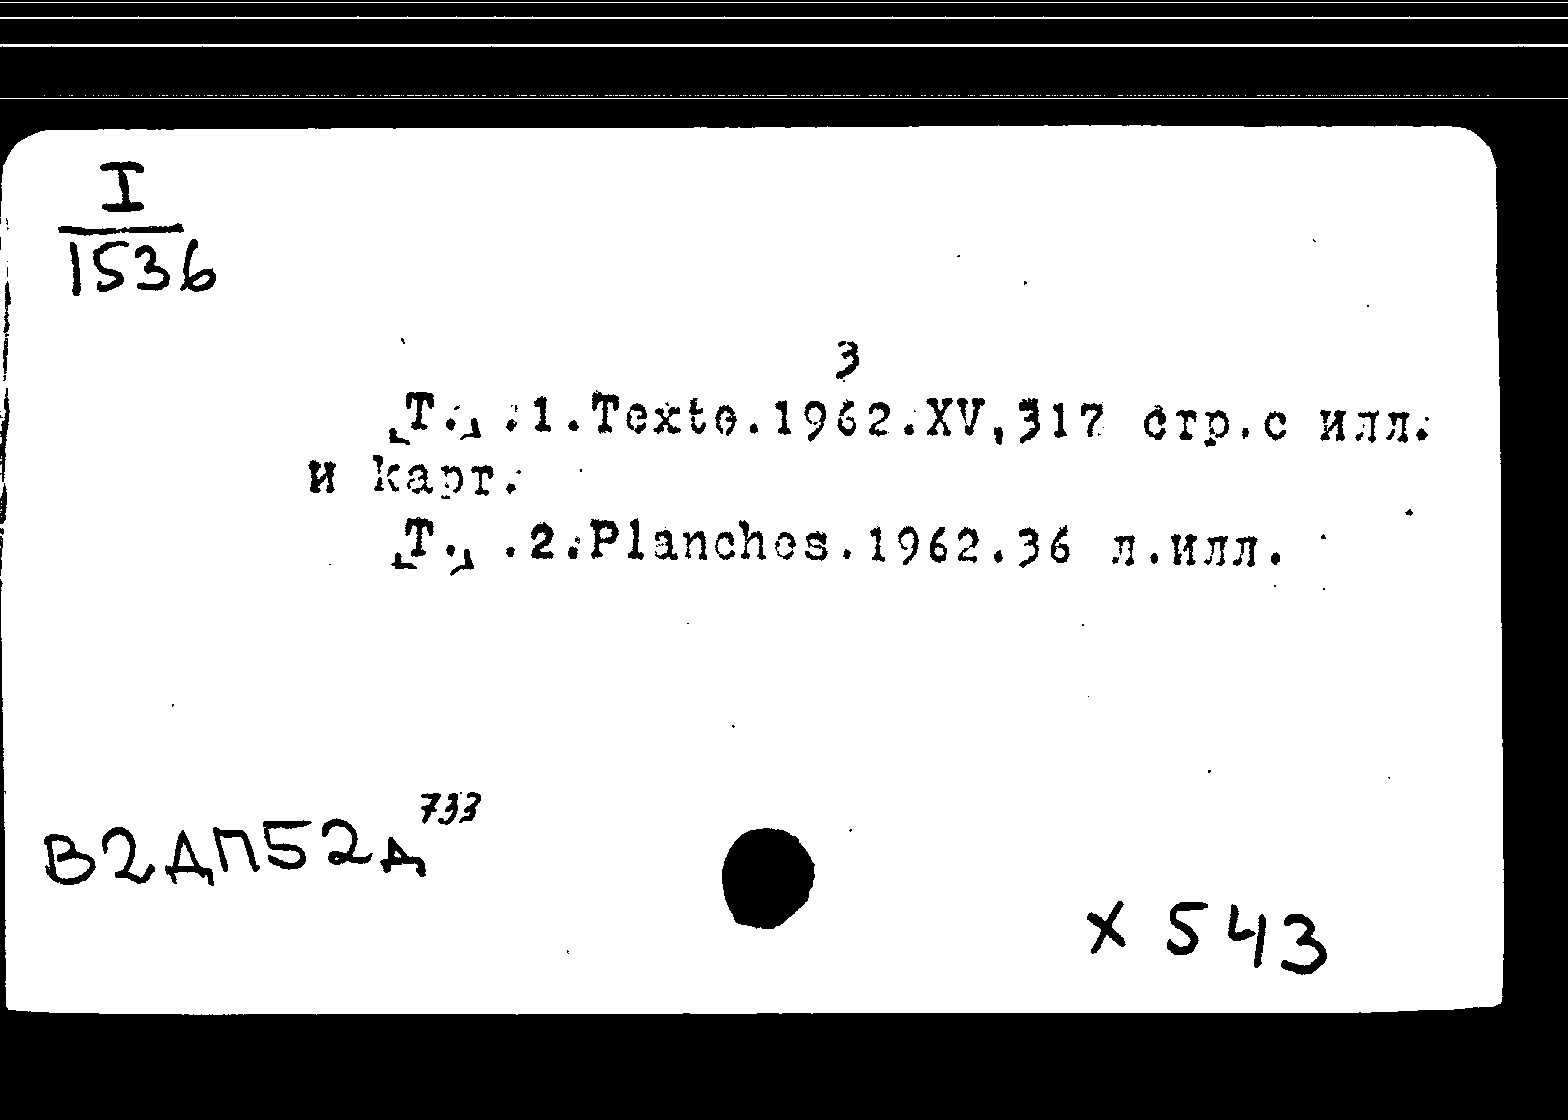 I
1536
3
[Т.] .1.Texte.1962.XV,317 стр.с илл.
и карт.
[Т.] .2.Planches.1962.36 л.илл.
В2ДП52д 733
x 543